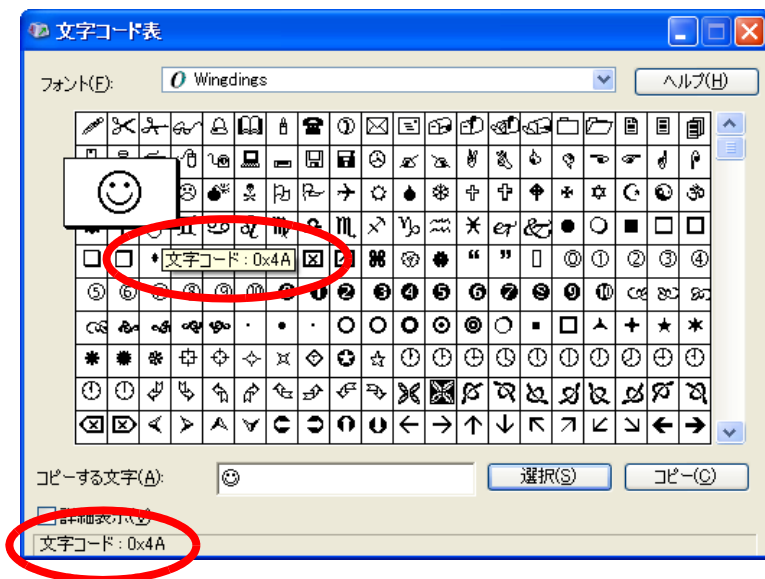 文字コード表
フォント(F):
Wingdings
ヘルプ(H)
文字コード : 0x4A
コピーする文字(A):
選択(S)
コピー(C)
詳細表示(V)
文字コード : 0x4A